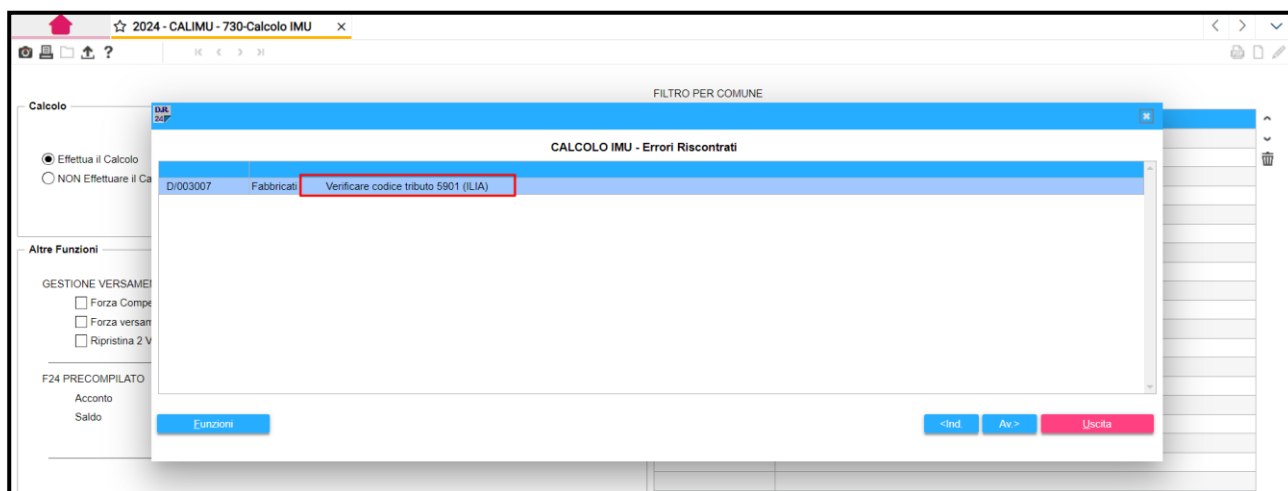 2024 - CALIMU - 730-Calcolo IMU
FILTRO PER COMUNE
Calcolo
Effettua il Calcolo
NON Effettuare il Ca
D.R.
24
CALCOLO IMU - Errori Riscontrati
D/003007 Fabbricati Verificare codice tributo 5901 (ILIA)
Altre Funzioni
GESTIONE VERSAME
Forza Compe
Forza versam
Ripristina 2 V
F24 PRECOMPILATO
Acconto
Saldo
Funzioni <Ind. Av.> Uscita